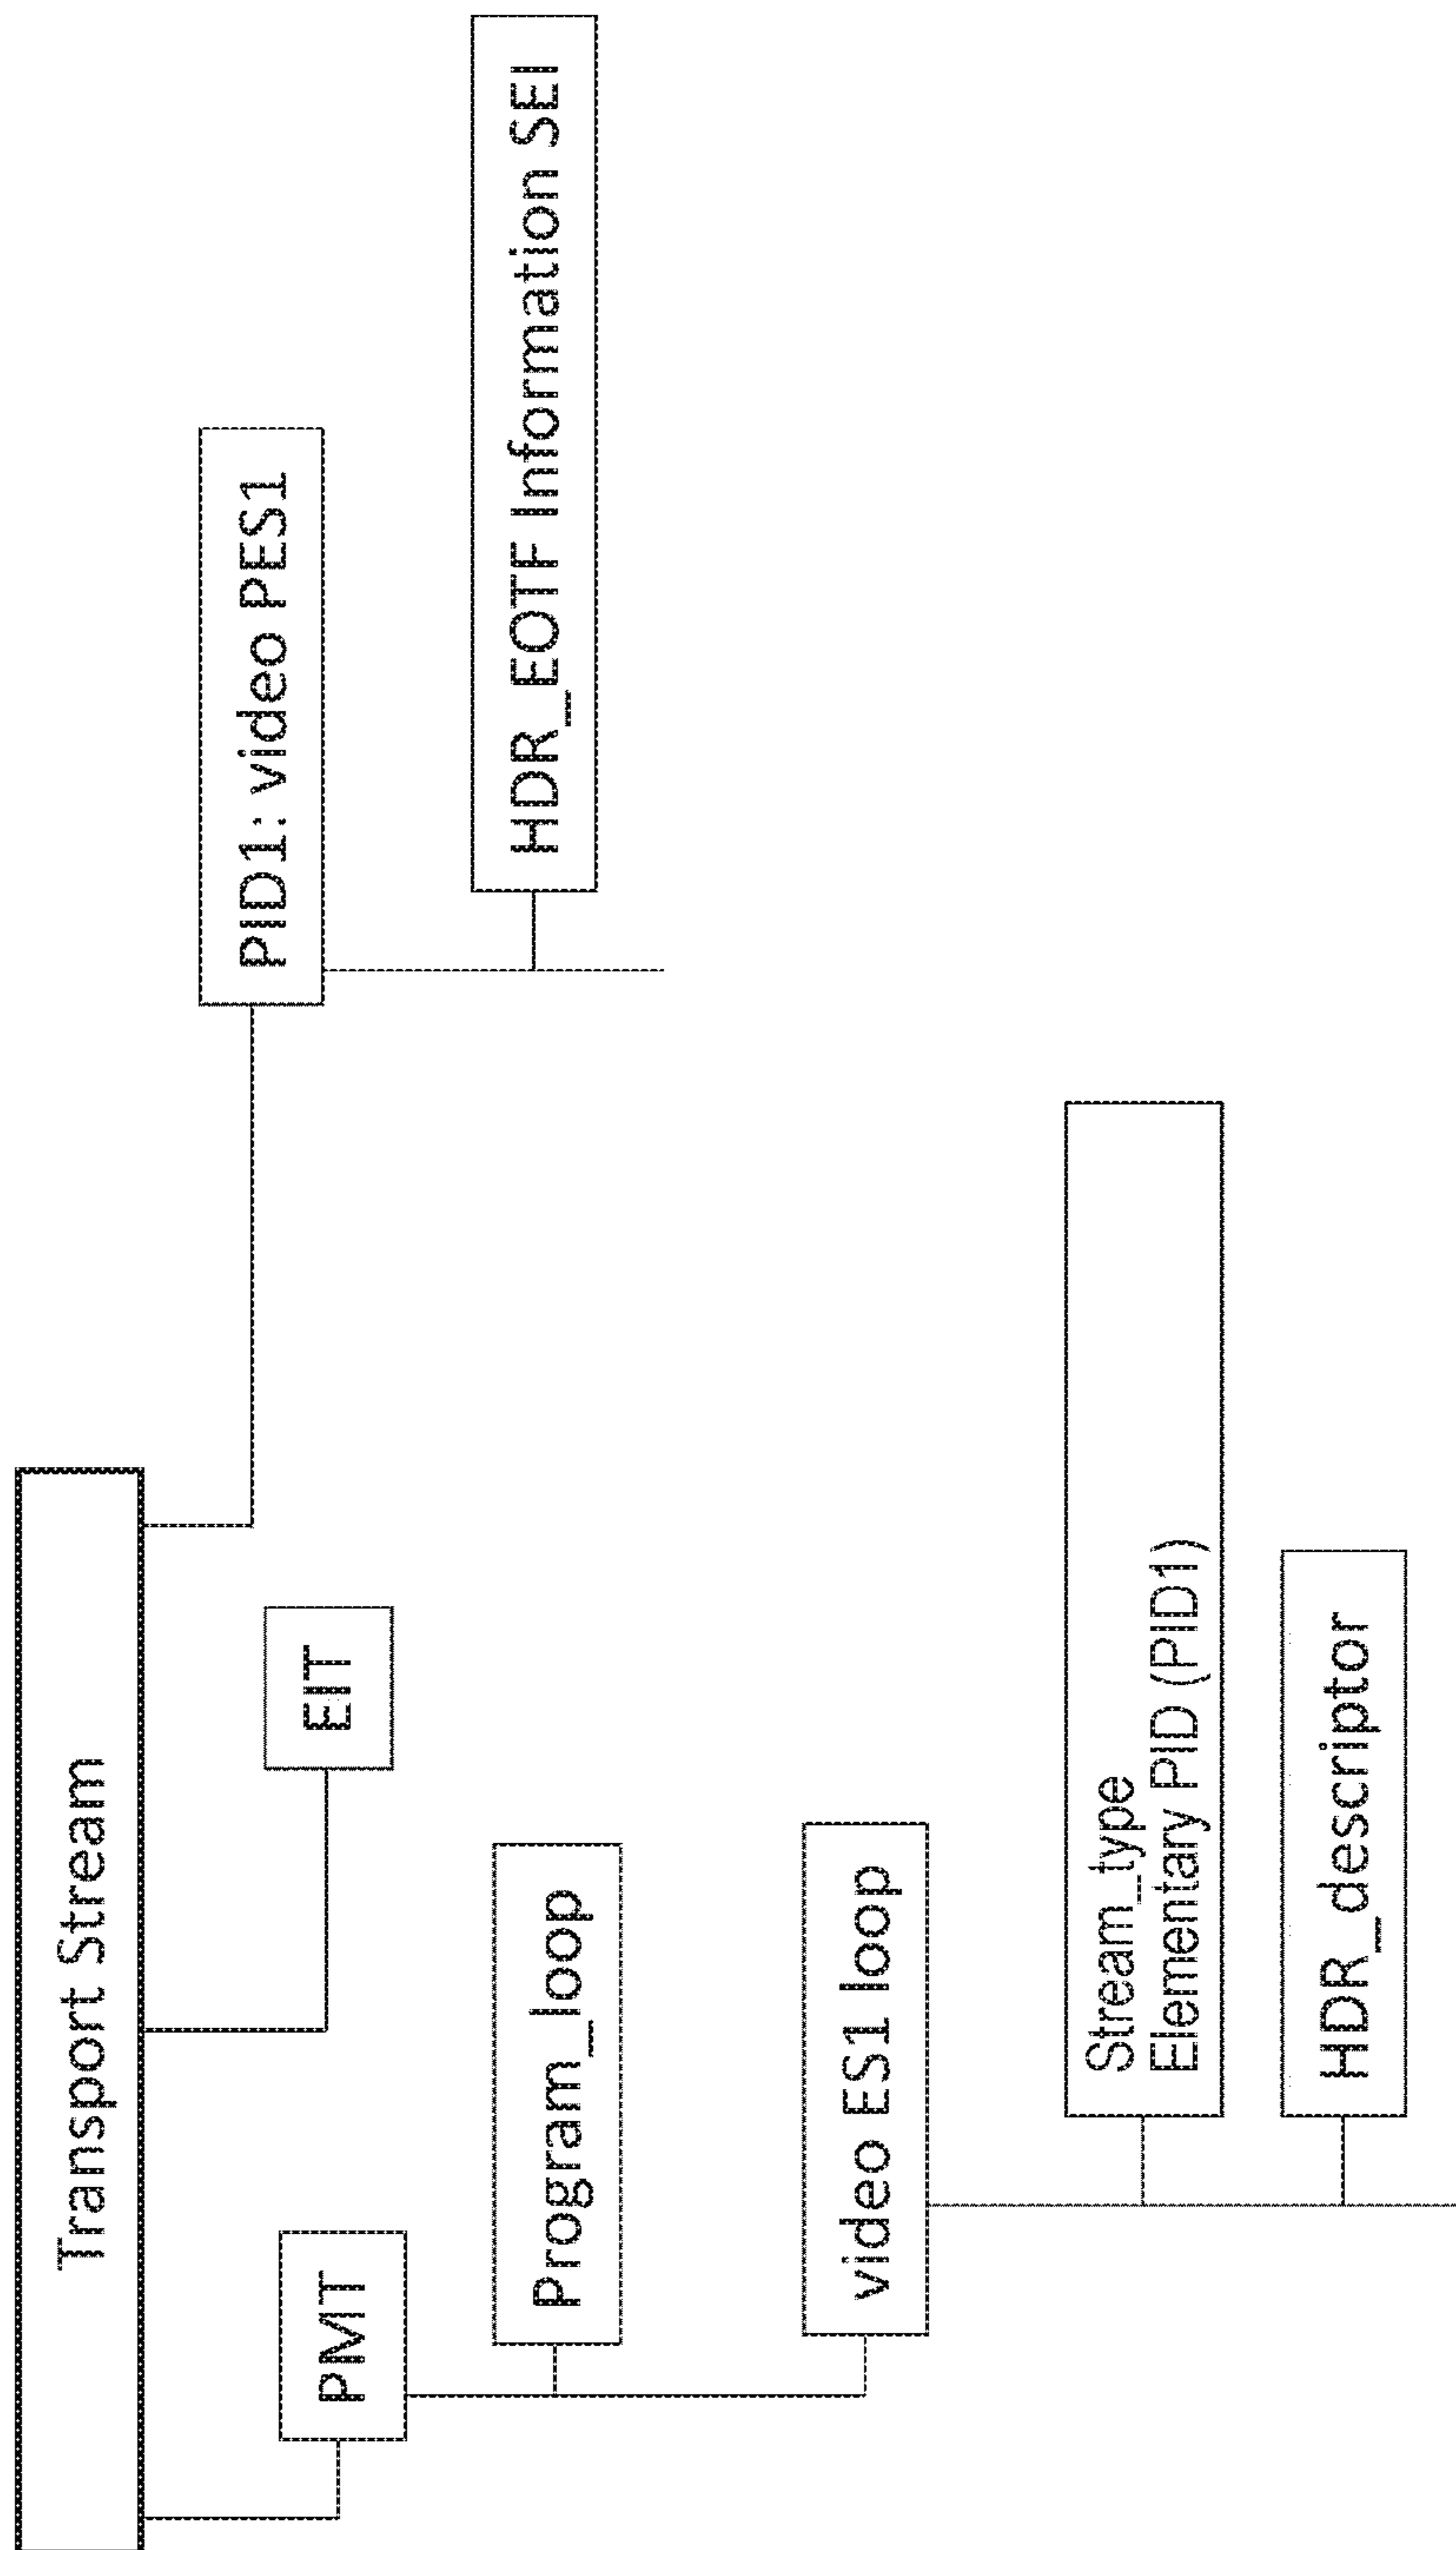 Transport Stream
PID1: video PES1
HDR_EOTF Information SEI
EIT
PMT
Program_loop
video ES1 loop
Stream_type
Elementary PID (PID1)
HDR_descriptor